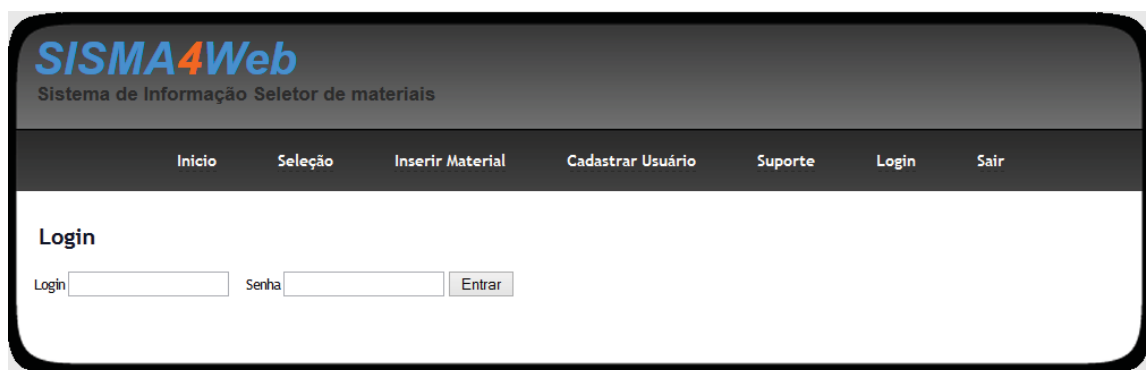 SISMA4Web
Sistema de Informação Seletor de materiais
Inicio Seleção Inserir Material Cadastrar Usuário Suporte Login Sair
Login
Login Senha Entrar